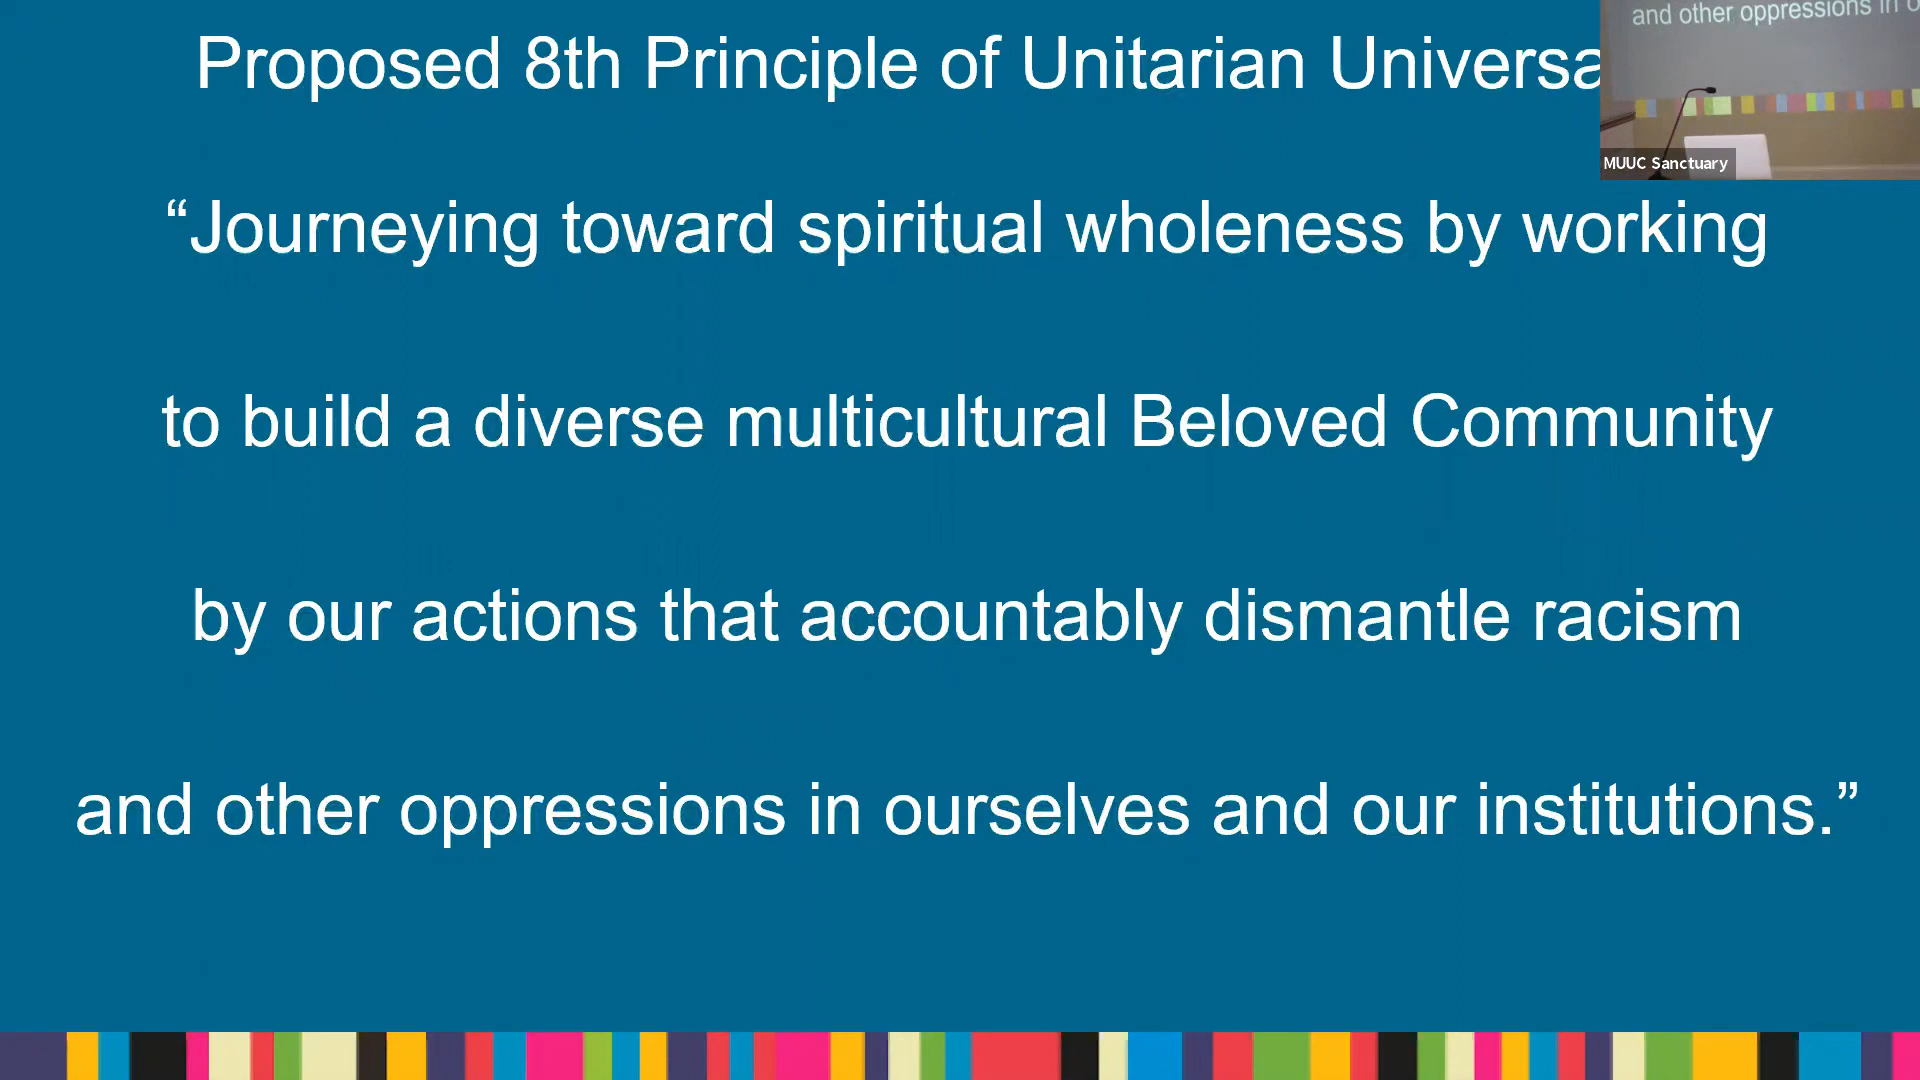 Proposed 8th Principle of Unitarian Universa
and other oppressions in o
MUUC Sanctuary
“Journeying toward spiritual wholeness by working
to build a diverse multicultural Beloved Community
by our actions that accountably dismantle racism
and other oppressions in ourselves and our institutions.”